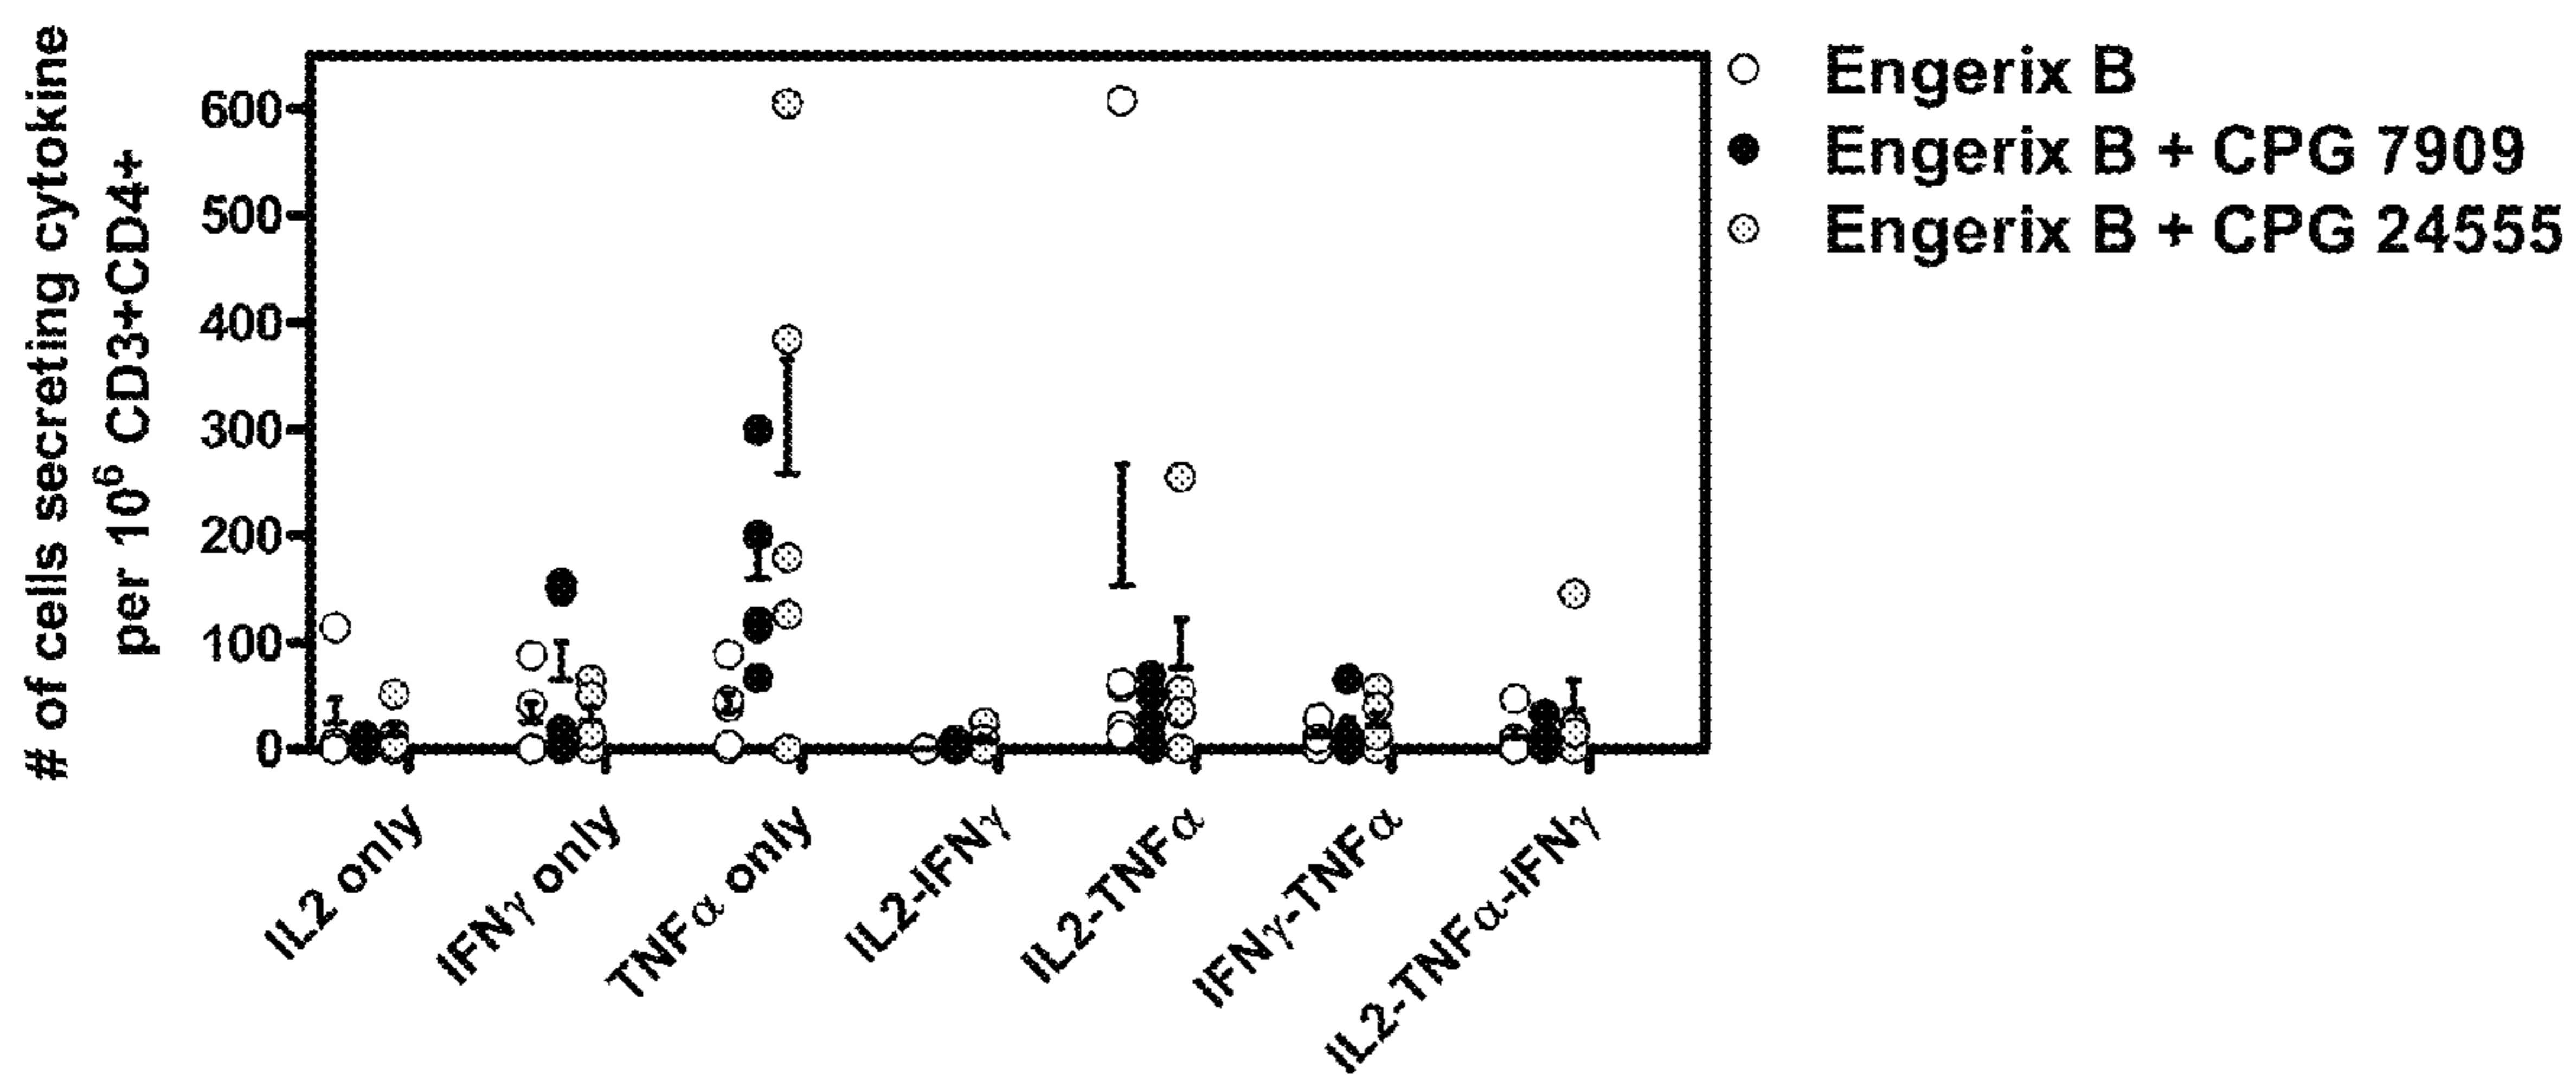 # of cells secreting cytokine
per 10⁶ CD3+CD4+
600
500
400
300
200
100
0
IL2 only
IFNγ only
TNFα only
IL2-IFNγ
IL2-TNFα
IFNγ-TNFα
IL2-TNFα-IFNγ
Engerix B
Engerix B + CPG 7909
Engerix B + CPG 24555